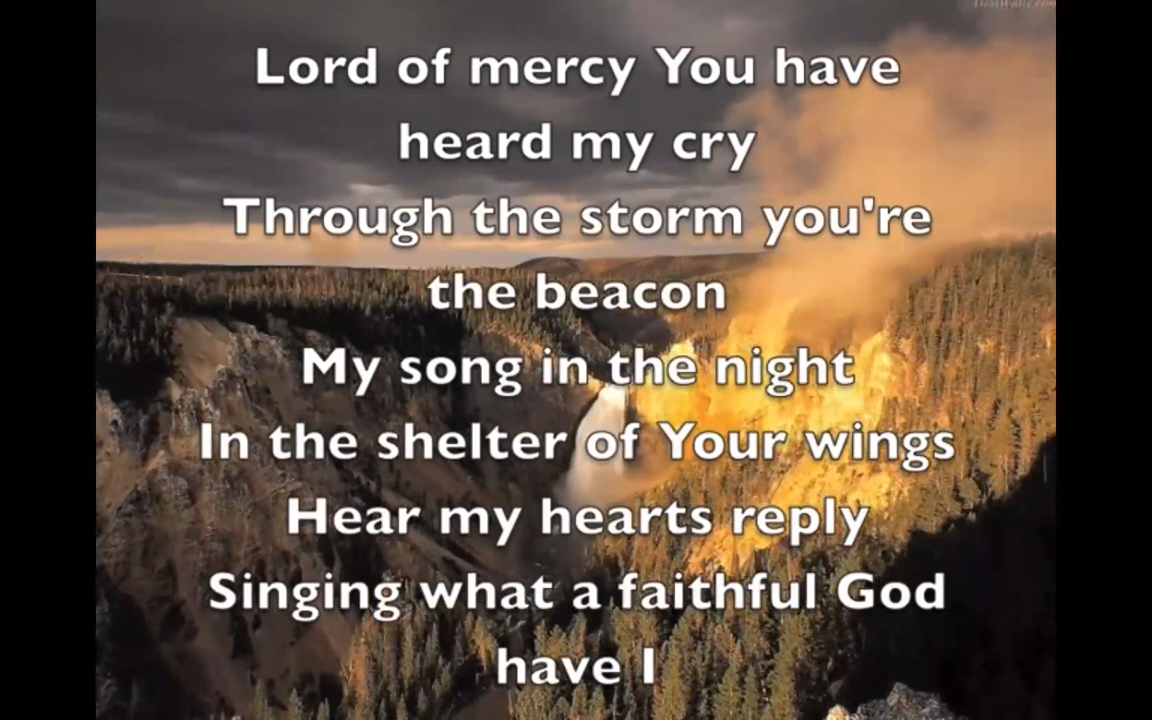 Lord of mercy You have
heard my cry
Through the storm you're
the beacon
My song in the night
In the shelter of Your wings
Hear my hearts reply
Singing what a faithful God
have I